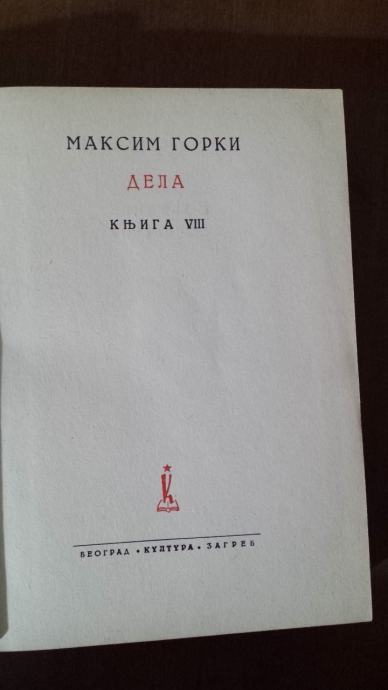 МАКСИМ ГОРКИ
ДЕЛА
КЊИГА VIII
К
БЕОГРАД • КУЛТУРА • ЗАГРЕБ